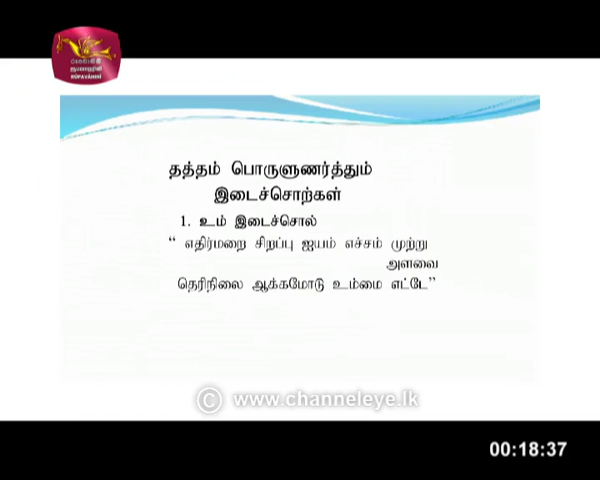 RUPAVAHINI
தத்தம் பொருளுணர்த்தும்
இடைச்சொற்கள்
1. உம் இடைச்சொல்
“ எதிர்மறை சிறப்பு ஐயம் எச்சம் முற்று
அளவை
தெரிநிலை ஆக்கமோடு உம்மை எட்டே”
© www.channeleye.lk
00:18:37